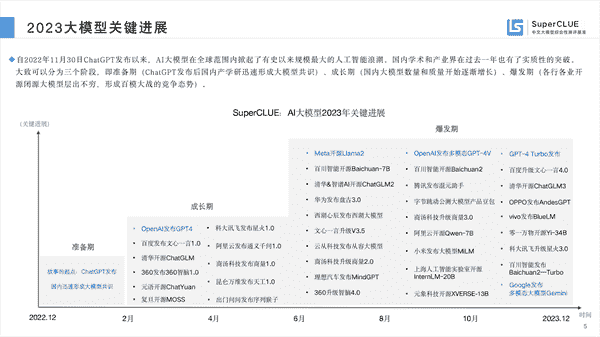 2023大模型关键进展
SuperCLUE
中文大模型综合性测评基准
自2022年11月30日ChatGPT发布以来，AI大模型在全球范围内掀起了有史以来规模最大的人工智能浪潮。国内学术和产业界在过去一年也有了实质性的突破。
大致可以分为三个阶段，即准备期（ChatGPT发布后国内产学研迅速形成大模型共识）、成长期（国内大模型数量和质量开始逐渐增长）、爆发期（各行各业开
源闭源大模型层出不穷，形成百模大战的竞争态势）。
SuperCLUE：AI大模型2023年关键进展
(关键进展)
准备期
故事的起点：ChatGPT发布
国内迅速形成大模型共识
成长期
OpenAI发布GPT4
百度发布文心一言1.0
清华开源ChatGLM
360发布360智脑1.0
元语开源ChatYuan
复旦开源MOSS
科大讯飞发布星火1.0
阿里云发布通义千问1.0
商汤科技发布商量1.0
昆仑万维发布天工1.0
出门问问发布序列猴子
爆发期
Meta开源Llama2
百川智能开源Baichuan-7B
清华&智谱AI开源ChatGLM2
华为发布盘古3.0
西湖心辰发布西湖大模型
文心一言升级V3.5
云从科技发布从容大模型
商汤科技升级商量2.0
理想汽车发布MindGPT
360升级智脑4.0
OpenAI发布多模态GPT-4V
百川智能开源Baichuan2
腾讯发布混元助手
字节跳动公测大模型产品豆包
商汤科技升级商量3.0
阿里云开源Qwen-7B
小米发布大模型MiLM
上海人工智能实验室开源
InternLM-20B
元象科技开源XVERSE-13B
GPT-4 Turbo发布
百度升级文心一言4.0
清华开源ChatGLM3
OPPO发布AndesGPT
vivo发布BlueLM
零一万物开源Yi-34B
科大讯飞升级星火3.0
百川智能发布
Baichuan2—Turbo
Google发布
多模态大模型Gemini
2022.12
2月
4月
6月
8月
10月
2023.12
时间
5